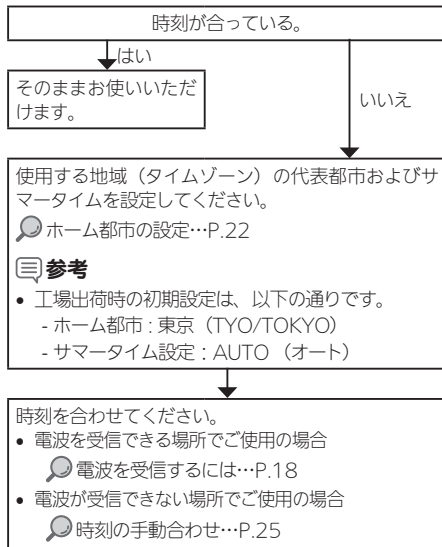 時刻が合っている。
はい
そのままお使いいただ
けます。
いいえ
使用する地域（タイムゾーン）の代表都市およびサ
マータイムを設定してください。
ホーム都市の設定…P.22
参考
• 工場出荷時の初期設定は、以下の通りです。
- ホーム都市 : 東京（TYO/TOKYO）
- サマータイム設定 : AUTO （オート）
時刻を合わせてください。
• 電波を受信できる場所でご使用の場合
電波を受信するには…P.18
• 電波が受信できない場所でご使用の場合
時刻の手動合わせ…P.25